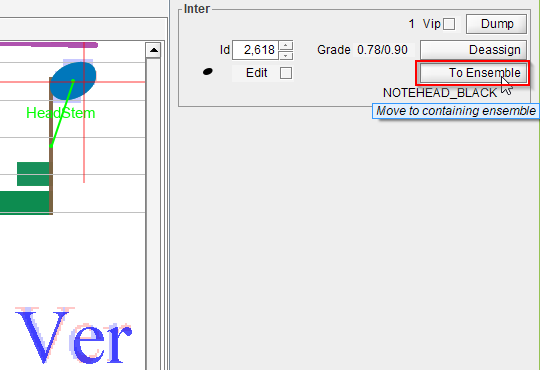 Inter
1 Vip Dump
Id 2,618 Grade 0.78/0.90 Deassign
Edit To Ensemble
NOTEHEAD_BLACK
Move to containing ensemble
HeadStem
Ver